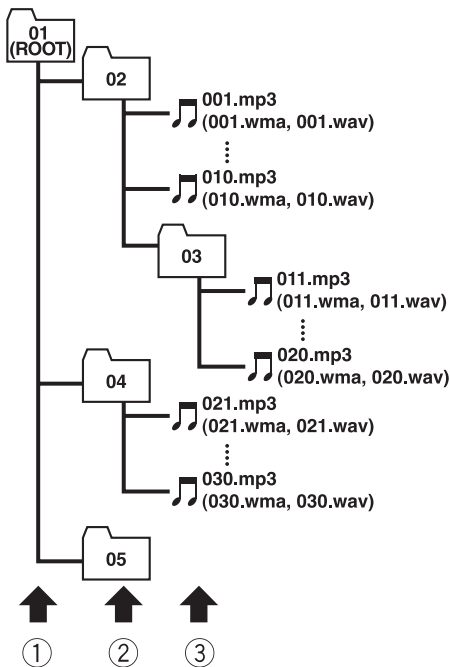 01
(ROOT)
02
001.mp3
(001.wma, 001.wav)
010.mp3
(010.wma, 010.wav)
03
011.mp3
(011.wma, 011.wav)
020.mp3
(020.wma, 020.wav)
04
021.mp3
(021.wma, 021.wav)
030.mp3
(030.wma, 030.wav)
05
① ② ③